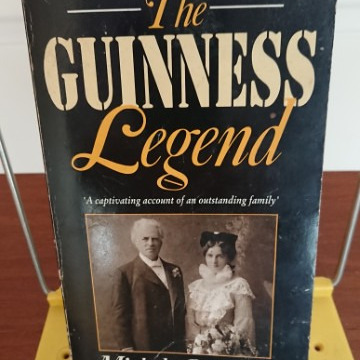 The
GUINNESS
Legend
'A captivating account of an outstanding family'